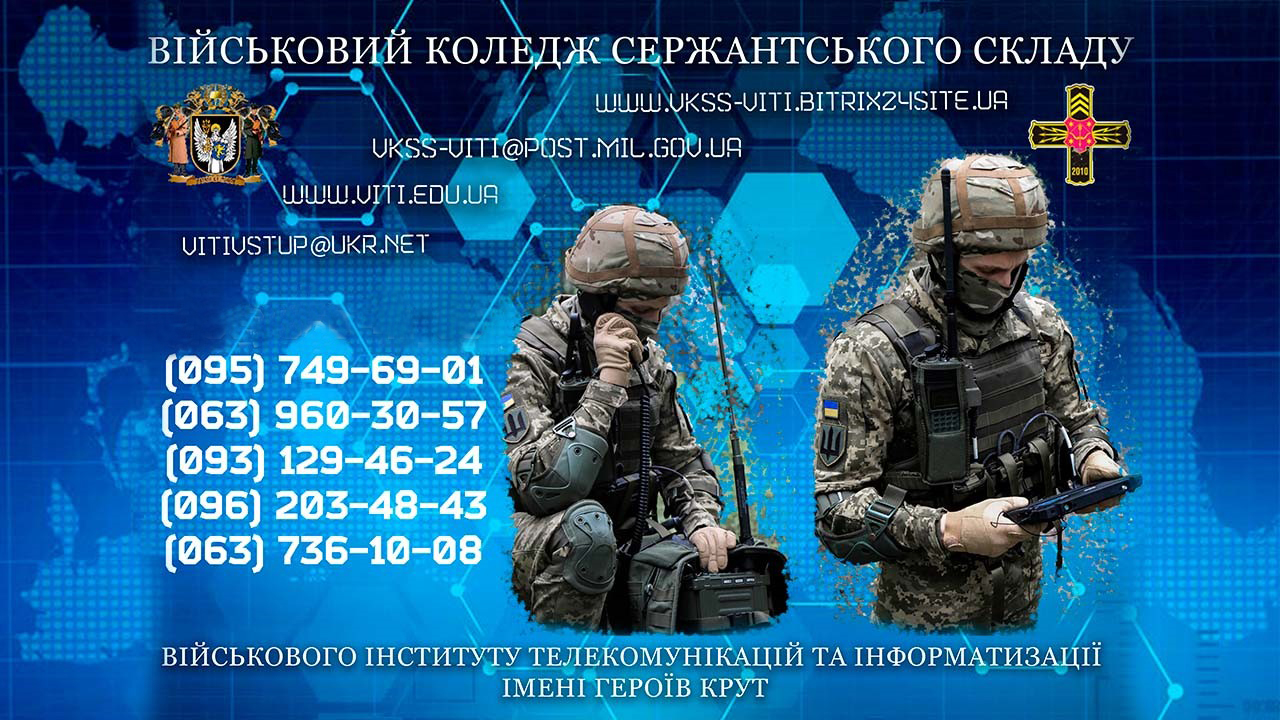 ВІЙСЬКОВИЙ КОЛЕДЖ СЕРЖАНТСЬКОГО СКЛАДУ
WWW.VKSS-VITI.BITRIX24SITE.UA
VKSS-VITI@POST.MIL.GOV.UA
WWW.VITI.EDU.UA
VITIVSTUP@UKR.NET
2010
(095) 749-69-01
(063) 960-30-57
(093) 129-46-24
(096) 203-48-43
(063) 736-10-08
ВІЙСЬКОВОГО ІНСТИТУТУ ТЕЛЕКОМУНІКАЦІЙ ТА ІНФОРМАТИЗАЦІЇ
ІМЕНІ ГЕРОЇВ КРУТ